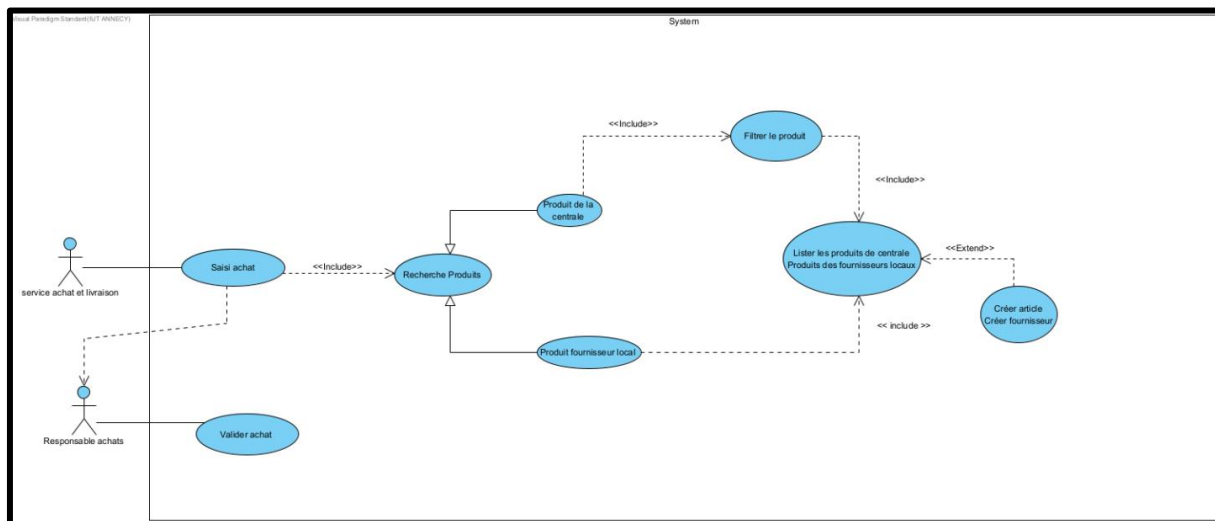 Visual Paradigm Standard(IUT ANNECY)
System
<<Include>>
Filtrer le produit
<<Include>>
Produit de la
centrale
Lister les produits de centrale
Produits des fournisseurs locaux
<<Extend>>
Saisi achat
<<Include>>
Recherche Produits
service achat et livraison
Créer article
Créer fournisseur
<< include >>
Produit fournisseur local
Responsable achats
Valider achat